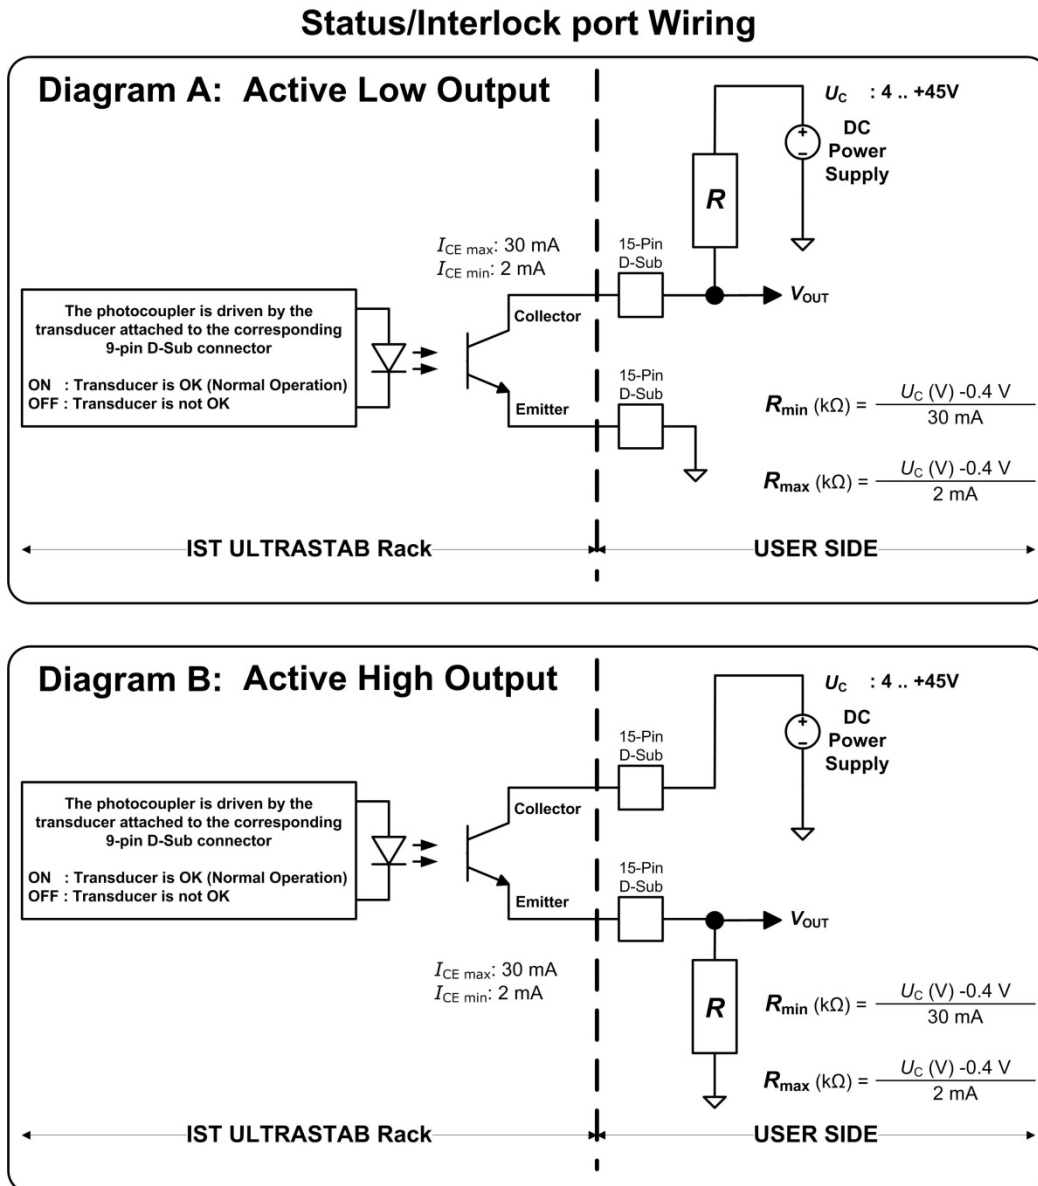 Status/Interlock port Wiring
Diagram A: Active Low Output
U_C : 4 .. +45V
+
−
DC
Power
Supply
R
I_CE max: 30 mA
I_CE min: 2 mA
15-Pin
D-Sub
Collector
V_OUT
The photocoupler is driven by the
transducer attached to the corresponding
9-pin D-Sub connector
ON : Transducer is OK (Normal Operation)
OFF : Transducer is not OK
15-Pin
D-Sub
Emitter
R_min (kΩ) = U_C (V) -0.4 V / 30 mA
R_max (kΩ) = U_C (V) -0.4 V / 2 mA
IST ULTRASTAB Rack
USER SIDE
Diagram B: Active High Output
U_C : 4 .. +45V
+
−
DC
Power
Supply
15-Pin
D-Sub
Collector
The photocoupler is driven by the
transducer attached to the corresponding
9-pin D-Sub connector
ON : Transducer is OK (Normal Operation)
OFF : Transducer is not OK
15-Pin
D-Sub
Emitter
V_OUT
I_CE max: 30 mA
I_CE min: 2 mA
R
R_min (kΩ) = U_C (V) -0.4 V / 30 mA
R_max (kΩ) = U_C (V) -0.4 V / 2 mA
IST ULTRASTAB Rack
USER SIDE